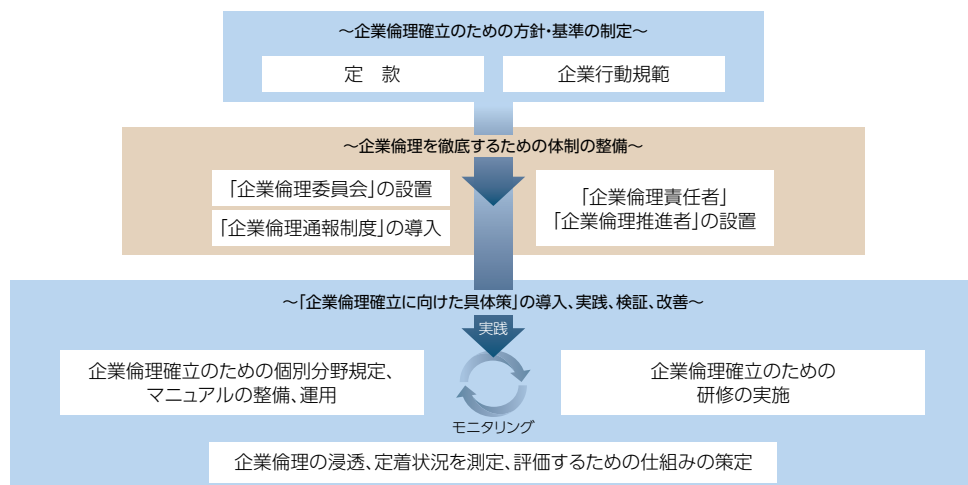 ～企業倫理確立のための方針・基準の制定～
定　款
企業行動規範
～企業倫理を徹底するための体制の整備～
「企業倫理委員会」の設置
「企業倫理通報制度」の導入
「企業倫理責任者」
「企業倫理推進者」の設置
～「企業倫理確立に向けた具体策」の導入、実践、検証、改善～
実践
企業倫理確立のための個別分野規定、
マニュアルの整備、運用
企業倫理確立のための
研修の実施
モニタリング
企業倫理の浸透、定着状況を測定、評価するための仕組みの策定